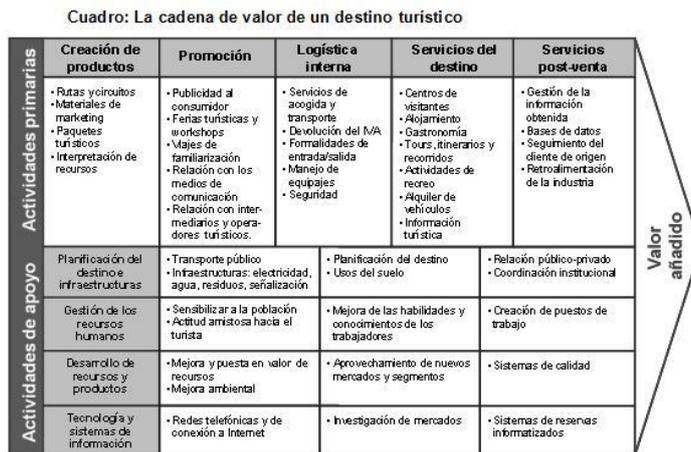 Cuadro: La cadena de valor de un destino turístico
Actividades primarias
Creación de
productos
Promoción
Logística
interna
Servicios del
destino
Servicios
post-venta
• Rutas y circuitos
• Materiales de
marketing
• Paquetes
turísticos
• Interpretación de
recursos
• Publicidad al
consumidor
• Ferias turísticas y
workshops
• Viajes de
familiarización
• Relación con los
medios de
comunicación
• Relación con inter-
mediarios y opera-
dores turísticos.
• Servicios de
acogida y
transporte
• Devolución del IVA
• Formalidades de
entrada/salida
• Manejo de
equipajes
• Seguridad
• Centros de
visitantes
• Alojamiento
• Gastronomía
• Tours, itinerarios y
recorridos
• Actividades de
recreo
• Alquiler de
vehículos
• Información
turística
• Gestión de la
información
obtenida
• Bases de datos
• Seguimiento del
cliente de origen
• Retroalimentación
de la industria
Actividades de apoyo
Planificación del
destino e
infraestructuras
• Transporte público
• Infraestructuras: electricidad,
agua, residuos, señalización
• Planificación del destino
• Usos del suelo
• Relación público-privado
• Coordinación institucional
Gestión de los
recursos
humanos
• Sensibilizar a la población
• Actitud amistosa hacia el
turista
• Mejora de las habilidades y
conocimientos de los
trabajadores
• Creación de puestos de
trabajo
Desarrollo de
recursos y
productos
• Mejora y puesta en valor de
recursos
• Mejora ambiental
• Aprovechamiento de nuevos
mercados y segmentos
• Sistemas de calidad
Tecnología y
sistemas de
información
• Redes telefónicas y de
conexión a Internet
• Investigación de mercados
• Sistemas de reservas
informatizados
Valor
añadido